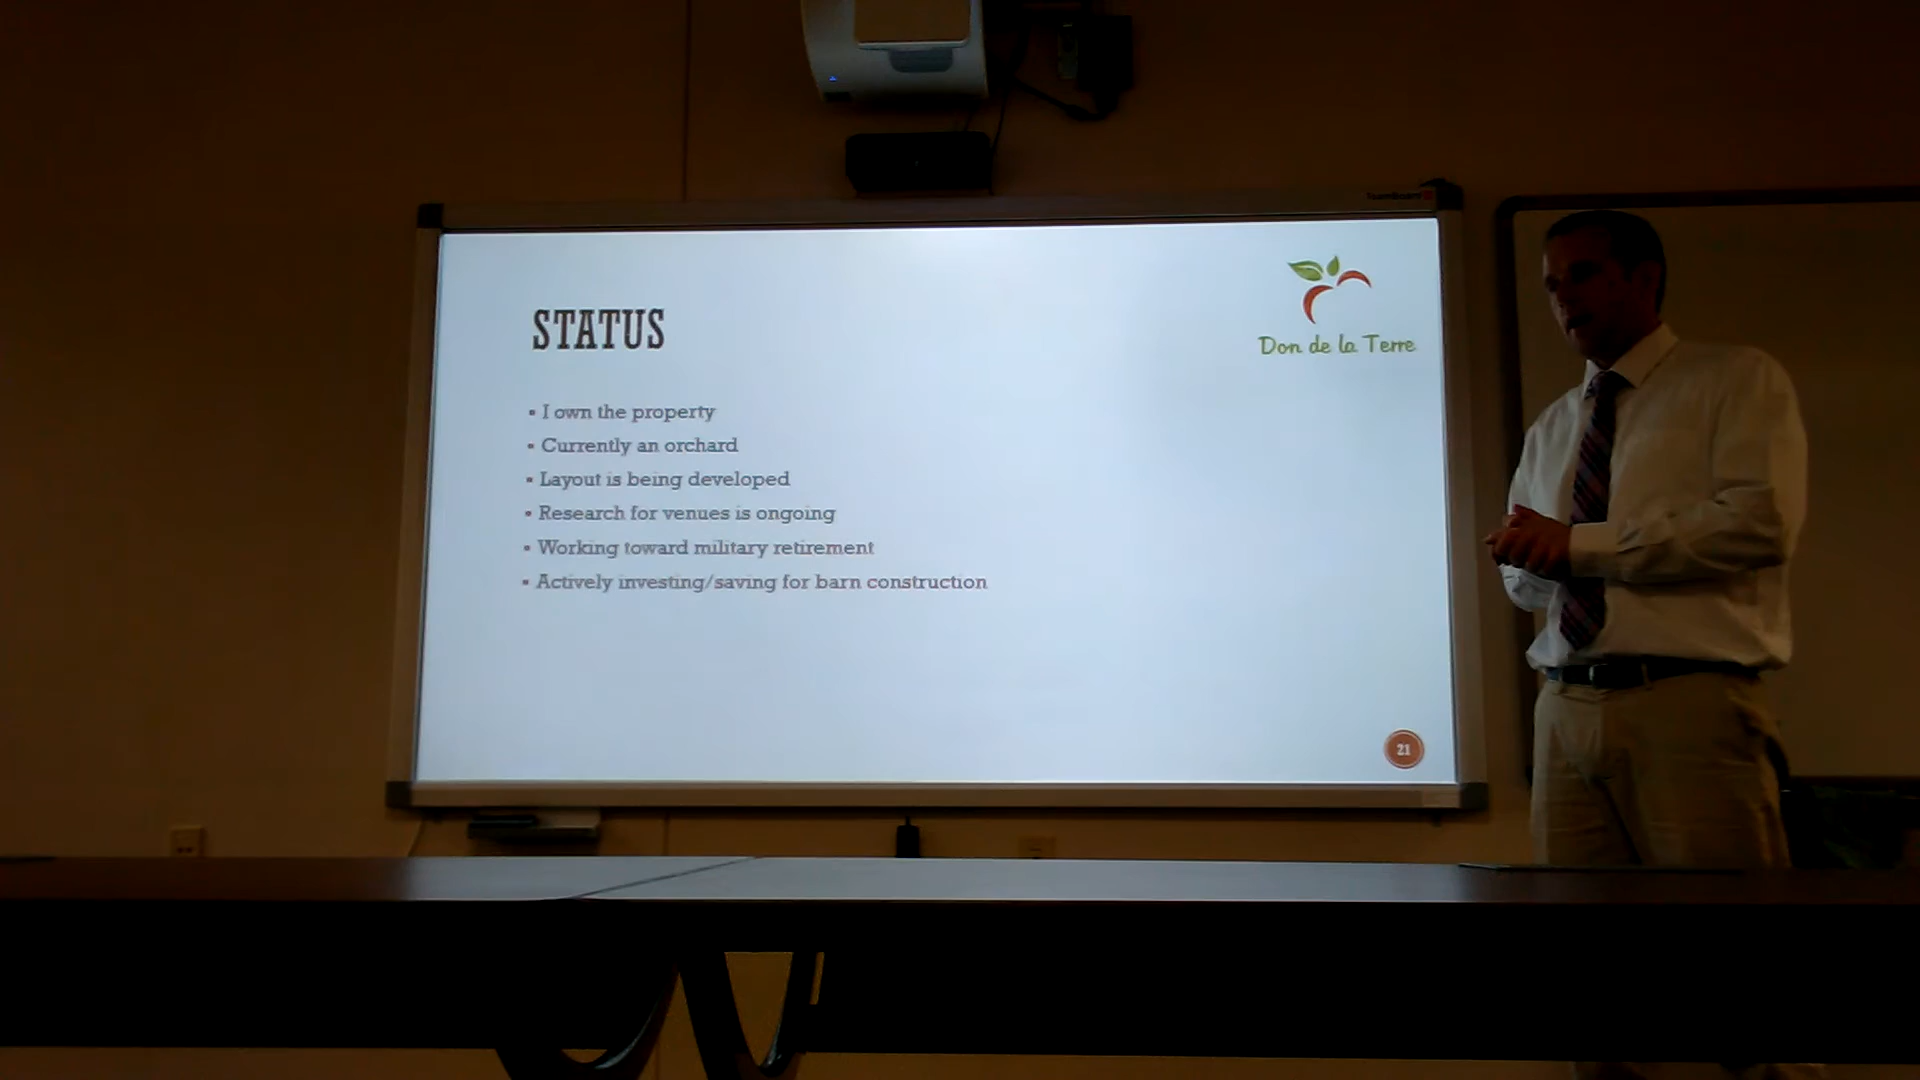 TeamBoard
Don de la Terre
STATUS
▪ I own the property
▪ Currently an orchard
▪ Layout is being developed
▪ Research for venues is ongoing
▪ Working toward military retirement
▪ Actively investing/saving for barn construction
21